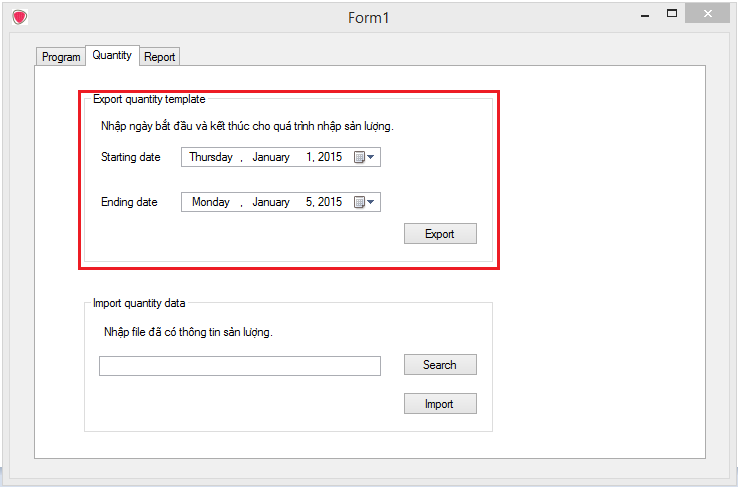 Form1
Program Quantity Report
Export quantity template
Nhập ngày bắt đầu và kết thúc cho quá trình nhập sản lượng.
Starting date Thursday , January 1, 2015
Ending date Monday , January 5, 2015
Export
Import quantity data
Nhập file đã có thông tin sản lượng.
Search
Import